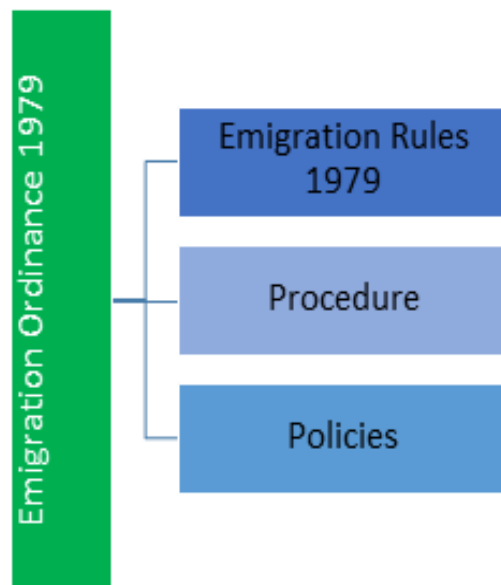 Emigration Ordinance 1979
Emigration Rules
1979
Procedure
Policies